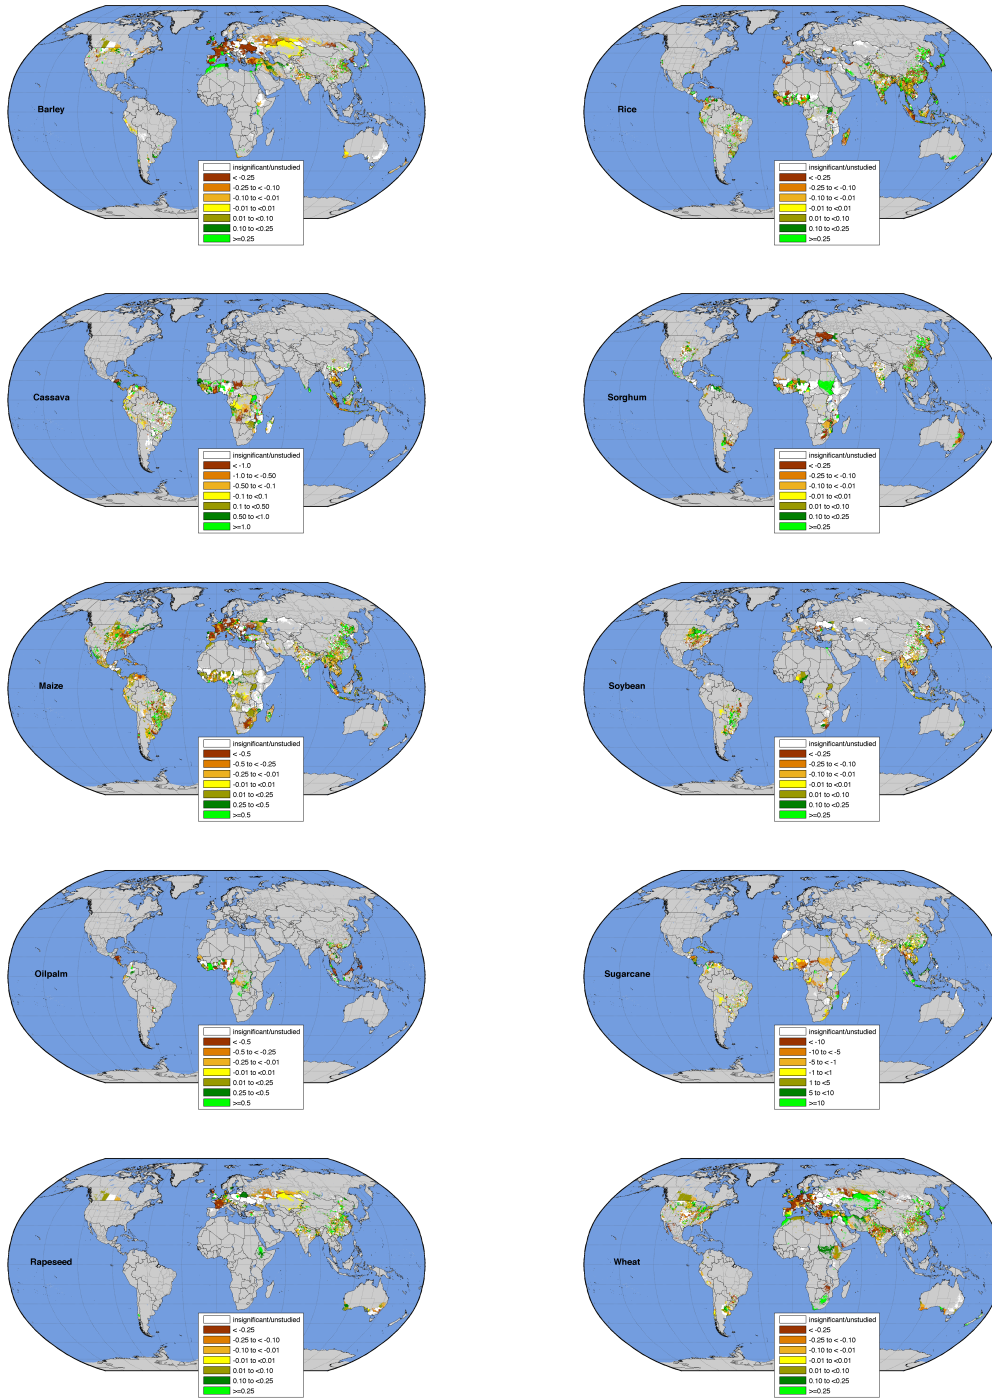 Barley
insignificant/unstudied
< -0.25
-0.25 to < -0.10
-0.10 to < -0.01
-0.01 to <0.01
0.01 to <0.10
0.10 to <0.25
>=0.25
Rice
insignificant/unstudied
< -0.25
-0.25 to < -0.10
-0.10 to < -0.01
-0.01 to <0.01
0.01 to <0.10
0.10 to <0.25
>=0.25
Cassava
insignificant/unstudied
< -1.0
-1.0 to < -0.50
-0.50 to < -0.1
-0.1 to <0.1
0.1 to <0.50
0.50 to <1.0
>=1.0
Sorghum
insignificant/unstudied
< -0.25
-0.25 to < -0.10
-0.10 to < -0.01
-0.01 to <0.01
0.01 to <0.10
0.10 to <0.25
>=0.25
Maize
insignificant/unstudied
< -0.5
-0.5 to < -0.25
-0.25 to < -0.01
-0.01 to <0.01
0.01 to <0.25
0.25 to <0.5
>=0.5
Soybean
insignificant/unstudied
< -0.25
-0.25 to < -0.10
-0.10 to < -0.01
-0.01 to <0.01
0.01 to <0.10
0.10 to <0.25
>=0.25
Oilpalm
insignificant/unstudied
< -0.5
-0.5 to < -0.25
-0.25 to < -0.01
-0.01 to <0.01
0.01 to <0.25
0.25 to <0.5
>=0.5
Sugarcane
insignificant/unstudied
< -10
-10 to < -5
-5 to < -1
-1 to <1
1 to <5
5 to <10
>=10
Rapeseed
insignificant/unstudied
< -0.25
-0.25 to < -0.10
-0.10 to < -0.01
-0.01 to <0.01
0.01 to <0.10
0.10 to <0.25
>=0.25
Wheat
insignificant/unstudied
< -0.25
-0.25 to < -0.10
-0.10 to < -0.01
-0.01 to <0.01
0.01 to <0.10
0.10 to <0.25
>=0.25